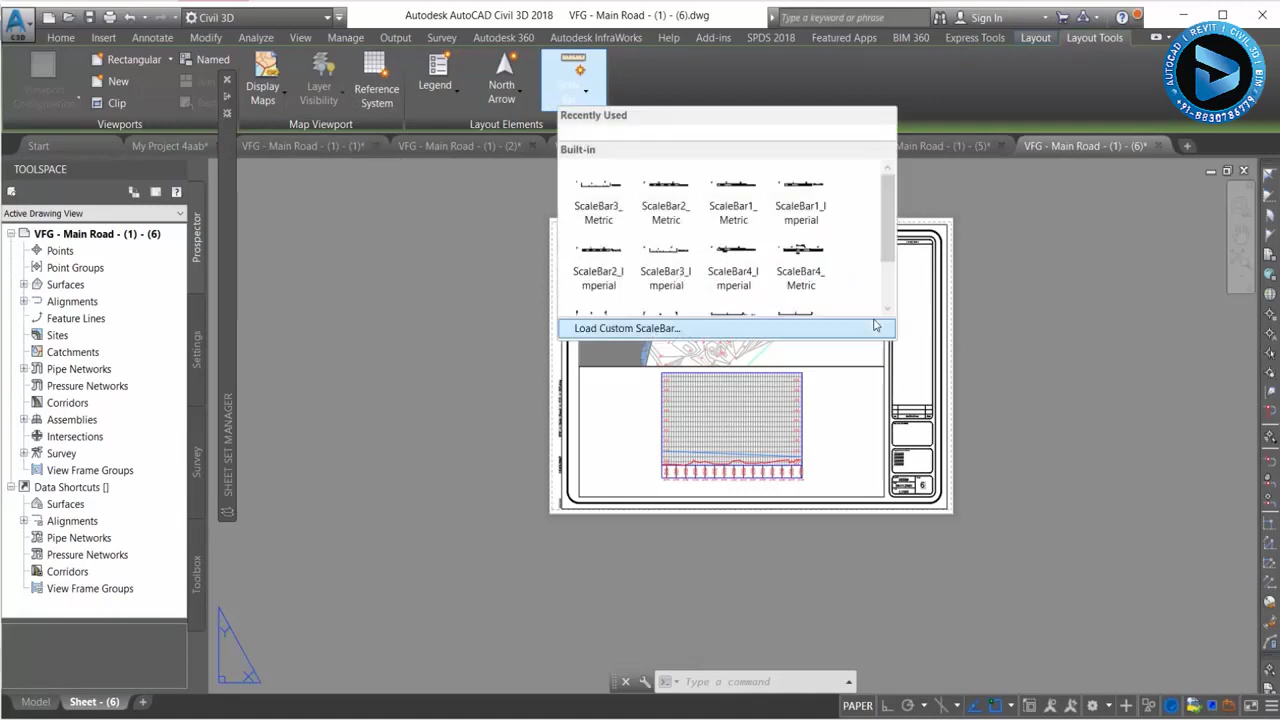 Civil 3D
Autodesk AutoCAD Civil 3D 2018 VFG - Main Road - (1) - (6).dwg
Type a keyword or phrase
Sign In
Home Insert Annotate Modify Analyze View Manage Output Survey Autodesk 360 Autodesk InfraWorks Help Add-ins SPDS 2018 Featured Apps BIM 360 Express Tools Layout Layout Tools
Rectangular Named
New
Clip
Display Maps
Layer Visibility
Reference System
Legend
North Arrow
Viewports Map Viewport Layout Elements
AUTOCAD | REVIT | CIVIL 3D | BIM
Recently Used
Built-in
ScaleBar3_Metric ScaleBar2_Metric ScaleBar1_Metric ScaleBar1_Imperial
ScaleBar2_Imperial ScaleBar3_Imperial ScaleBar4_Imperial ScaleBar4_Metric
Load Custom ScaleBar...
Start My Project 4aab* VFG - Main Road - (1) - (1)* VFG - Main Road - (1) - (2)* Main Road - (1) - (5)* VFG - Main Road - (1) - (6)*
TOOLSPACE
Active Drawing View
VFG - Main Road - (1) - (6)
Points
Point Groups
Surfaces
Alignments
Feature Lines
Sites
Catchments
Pipe Networks
Pressure Networks
Corridors
Assemblies
Intersections
Survey
View Frame Groups
Data Shortcuts []
Surfaces
Alignments
Pipe Networks
Pressure Networks
Corridors
View Frame Groups
Prospector
Settings
Survey
Toolbox
SHEET SET MANAGER
6
Y
X
Type a command
Model Sheet - (6)
PAPER